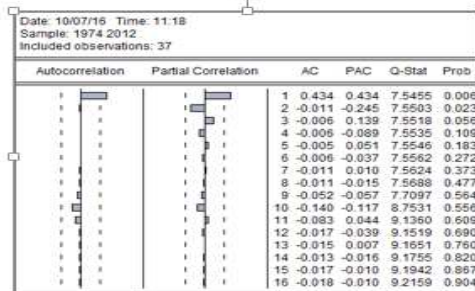 Date: 10/07/16 Time: 11:18
Sample: 1974 2012
Included observations: 37
Autocorrelation Partial Correlation AC PAC Q-Stat Prob
1 0.434 0.434 7.5455 0.006
2 -0.011 -0.245 7.5503 0.023
3 -0.006 0.139 7.5518 0.056
4 -0.006 -0.089 7.5535 0.109
5 -0.005 0.051 7.5546 0.183
6 -0.006 -0.037 7.5562 0.272
7 -0.011 0.010 7.5624 0.373
8 -0.011 -0.015 7.5688 0.477
9 -0.052 -0.057 7.7097 0.564
10 -0.140 -0.117 8.7531 0.556
11 -0.083 0.044 9.1360 0.609
12 -0.017 -0.039 9.1519 0.690
13 -0.015 0.007 9.1651 0.760
14 -0.013 -0.016 9.1755 0.820
15 -0.017 -0.010 9.1942 0.867
16 -0.018 -0.010 9.2159 0.904